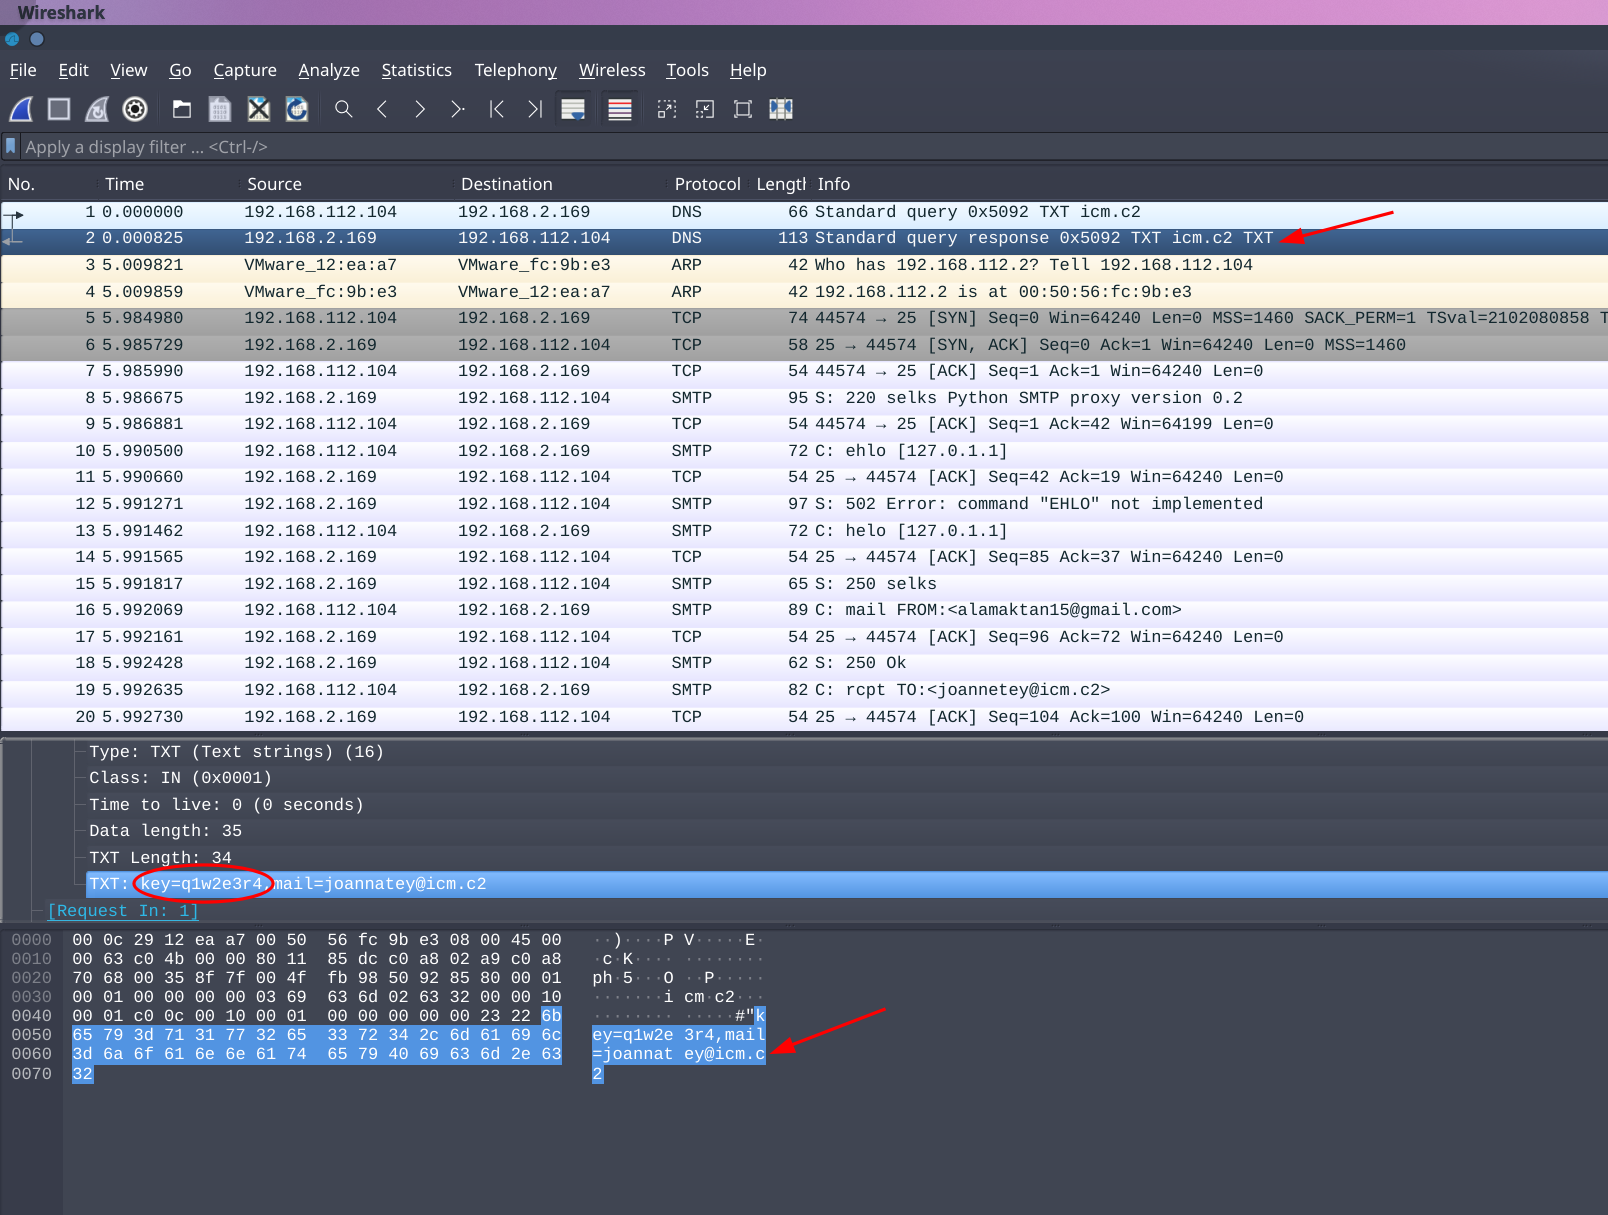 Wireshark
File Edit View Go Capture Analyze Statistics Telephony Wireless Tools Help
Apply a display filter ... <Ctrl-/>
No. Time Source Destination Protocol Length Info
1 0.000000 192.168.112.104 192.168.2.169 DNS 66 Standard query 0x5092 TXT icm.c2
2 0.000825 192.168.2.169 192.168.112.104 DNS 113 Standard query response 0x5092 TXT icm.c2 TXT
3 5.009821 VMware_12:ea:a7 VMware_fc:9b:e3 ARP 42 Who has 192.168.112.2? Tell 192.168.112.104
4 5.009859 VMware_fc:9b:e3 VMware_12:ea:a7 ARP 42 192.168.112.2 is at 00:50:56:fc:9b:e3
5 5.984980 192.168.112.104 192.168.2.169 TCP 74 44574 → 25 [SYN] Seq=0 Win=64240 Len=0 MSS=1460 SACK_PERM=1 TSval=2102080858 T
6 5.985729 192.168.2.169 192.168.112.104 TCP 58 25 → 44574 [SYN, ACK] Seq=0 Ack=1 Win=64240 Len=0 MSS=1460
7 5.985990 192.168.112.104 192.168.2.169 TCP 54 44574 → 25 [ACK] Seq=1 Ack=1 Win=64240 Len=0
8 5.986675 192.168.2.169 192.168.112.104 SMTP 95 S: 220 selks Python SMTP proxy version 0.2
9 5.986881 192.168.112.104 192.168.2.169 TCP 54 44574 → 25 [ACK] Seq=1 Ack=42 Win=64199 Len=0
10 5.990500 192.168.112.104 192.168.2.169 SMTP 72 C: ehlo [127.0.1.1]
11 5.990660 192.168.2.169 192.168.112.104 TCP 54 25 → 44574 [ACK] Seq=42 Ack=19 Win=64240 Len=0
12 5.991271 192.168.2.169 192.168.112.104 SMTP 97 S: 502 Error: command "EHLO" not implemented
13 5.991462 192.168.112.104 192.168.2.169 SMTP 72 C: helo [127.0.1.1]
14 5.991565 192.168.2.169 192.168.112.104 TCP 54 25 → 44574 [ACK] Seq=85 Ack=37 Win=64240 Len=0
15 5.991817 192.168.2.169 192.168.112.104 SMTP 65 S: 250 selks
16 5.992069 192.168.112.104 192.168.2.169 SMTP 89 C: mail FROM:<alamaktan15@gmail.com>
17 5.992161 192.168.2.169 192.168.112.104 TCP 54 25 → 44574 [ACK] Seq=96 Ack=72 Win=64240 Len=0
18 5.992428 192.168.2.169 192.168.112.104 SMTP 62 S: 250 Ok
19 5.992635 192.168.112.104 192.168.2.169 SMTP 82 C: rcpt TO:<joannetey@icm.c2>
20 5.992730 192.168.2.169 192.168.112.104 TCP 54 25 → 44574 [ACK] Seq=104 Ack=100 Win=64240 Len=0
Type: TXT (Text strings) (16)
Class: IN (0x0001)
Time to live: 0 (0 seconds)
Data length: 35
TXT Length: 34
TXT: key=q1w2e3r4,mail=joannatey@icm.c2
[Request In: 1]
0000 00 0c 29 12 ea a7 00 50 56 fc 9b e3 08 00 45 00 ··)····P V·····E·
0010 00 63 c0 4b 00 00 80 11 85 dc c0 a8 02 a9 c0 a8 ·c·K···· ········
0020 70 68 00 35 8f 7f 00 4f fb 98 50 92 85 80 00 01 ph·5···O ··P·····
0030 00 01 00 00 00 00 03 69 63 6d 02 63 32 00 00 10 ·······i cm·c2···
0040 00 01 c0 0c 00 10 00 01 00 00 00 00 00 23 22 6b ········ ·····#"k
0050 65 79 3d 71 31 77 32 65 33 72 34 2c 6d 61 69 6c ey=q1w2e 3r4,mail
0060 3d 6a 6f 61 6e 6e 61 74 65 79 40 69 63 6d 2e 63 =joannat ey@icm.c
0070 32 2